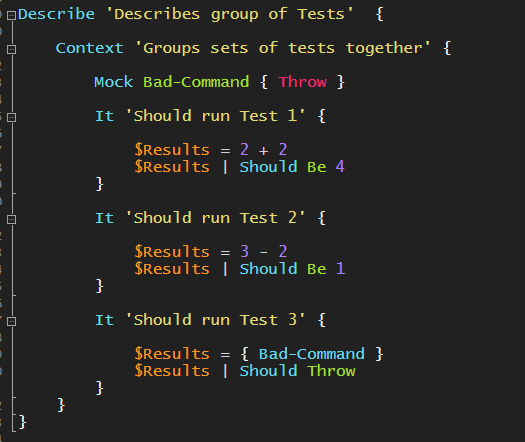 Describe 'Describes group of Tests'  {
Context 'Groups sets of tests together' {
Mock Bad-Command { Throw }
It 'Should run Test 1' {
$Results = 2 + 2
$Results | Should Be 4
}
It 'Should run Test 2' {
$Results = 3 - 2
$Results | Should Be 1
}
It 'Should run Test 3' {
$Results = { Bad-Command }
$Results | Should Throw
}
}
}